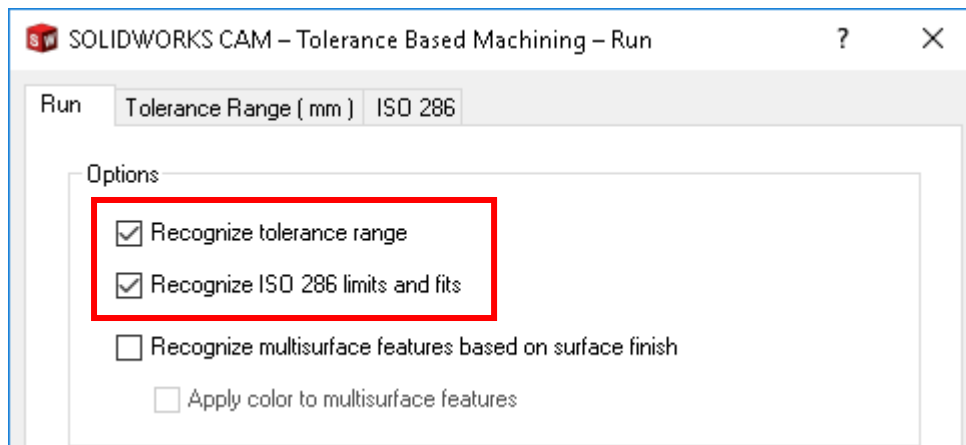 SOLIDWORKS CAM – Tolerance Based Machining – Run ?
Run Tolerance Range ( mm ) ISO 286
Options
Recognize tolerance range
Recognize ISO 286 limits and fits
Recognize multisurface features based on surface finish
Apply color to multisurface features